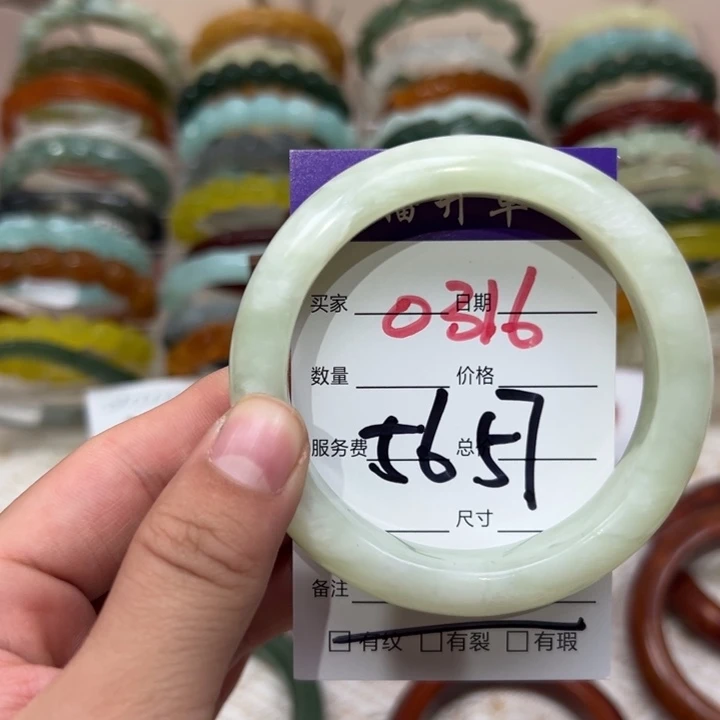 买家 日期
0316
数量 价格
服务费
5657
尺寸
备注
☐有纹 ☐有裂 ☐有瑕